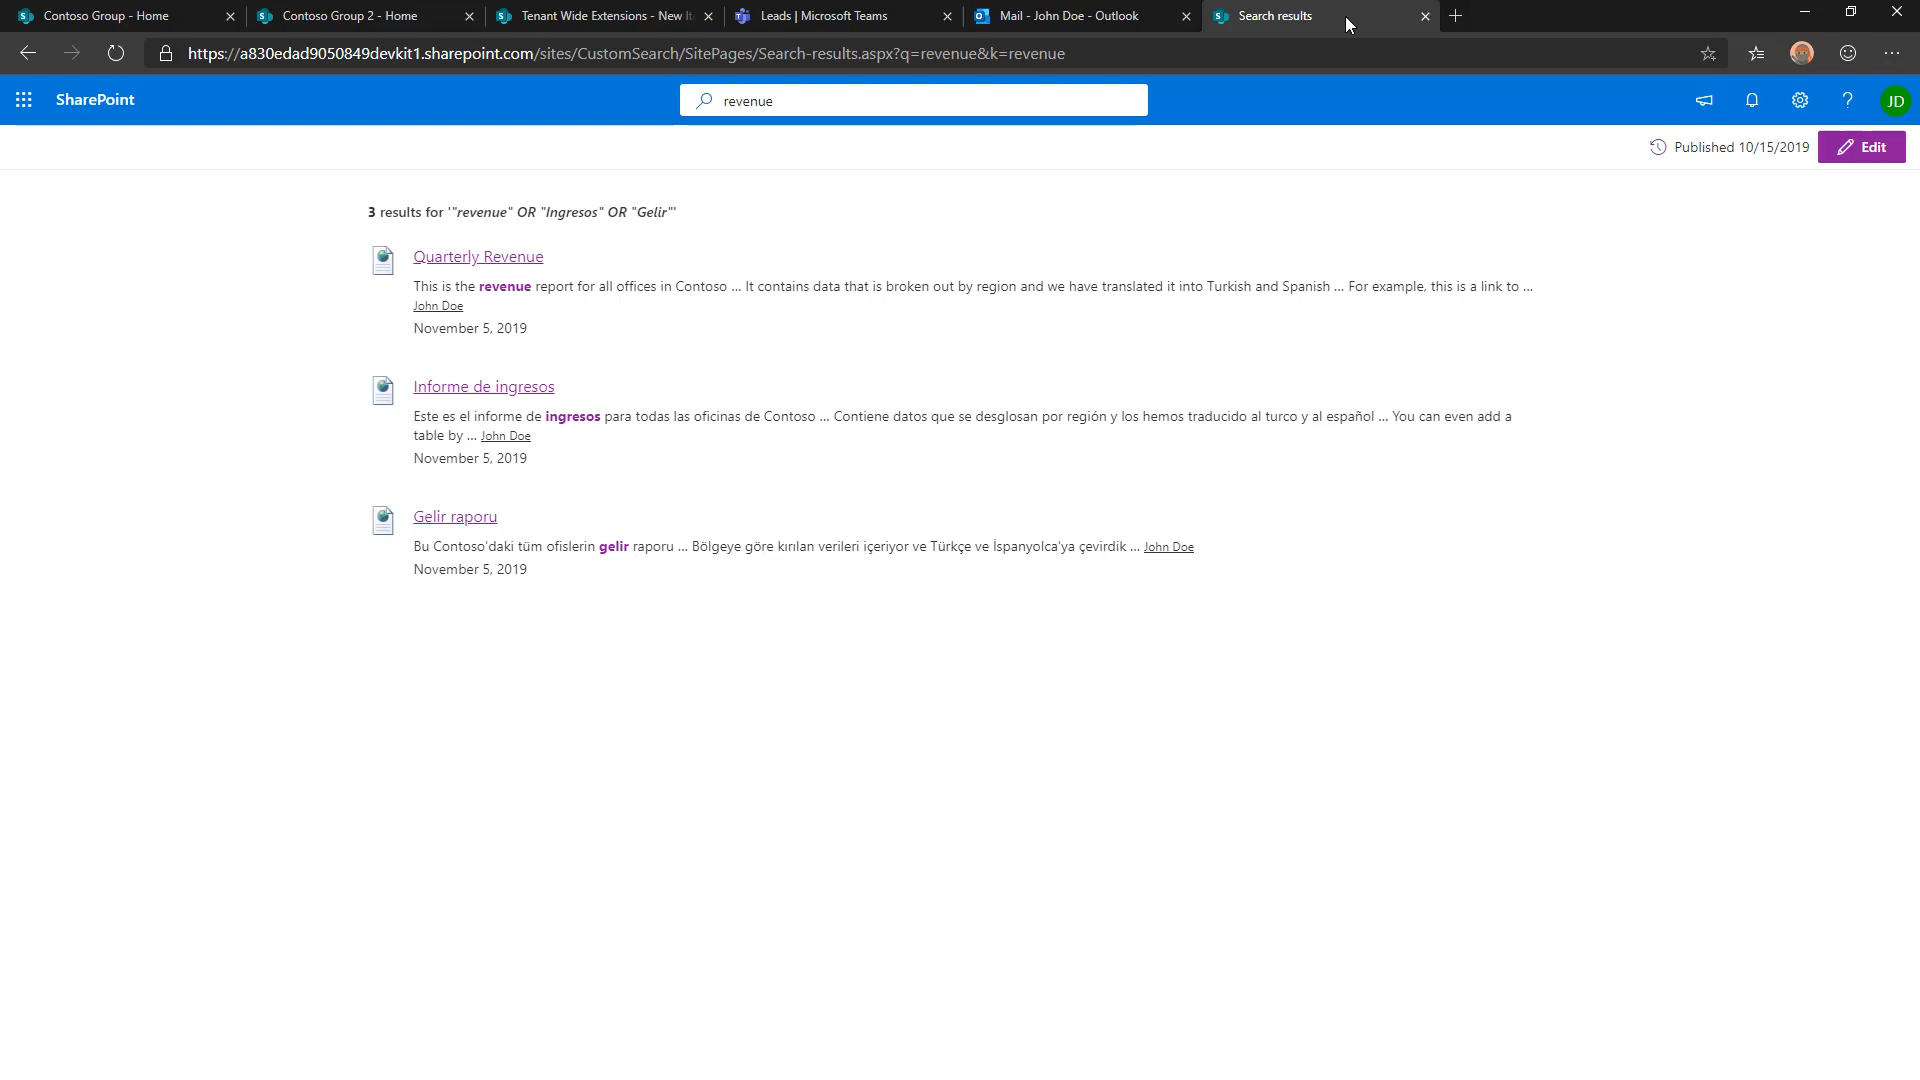 Contoso Group - Home
Contoso Group 2 - Home
Tenant Wide Extensions - New It
Leads | Microsoft Teams
Mail - John Doe - Outlook
Search results
https://a830edad9050849devkit1.sharepoint.com/sites/CustomSearch/SitePages/Search-results.aspx?q=revenue&k=revenue
SharePoint
revenue
JD
Published 10/15/2019
Edit
3 results for '"revenue" OR "Ingresos" OR "Gelir"'
Quarterly Revenue
This is the revenue report for all offices in Contoso ... It contains data that is broken out by region and we have translated it into Turkish and Spanish ... For example, this is a link to ...
John Doe
November 5, 2019
Informe de ingresos
Este es el informe de ingresos para todas las oficinas de Contoso ... Contiene datos que se desglosan por región y los hemos traducido al turco y al español ... You can even add a
table by ... John Doe
November 5, 2019
Gelir raporu
Bu Contoso'daki tüm ofislerin gelir raporu ... Bölgeye göre kırılan verileri içeriyor ve Türkçe ve İspanyolca'ya çevirdik ... John Doe
November 5, 2019